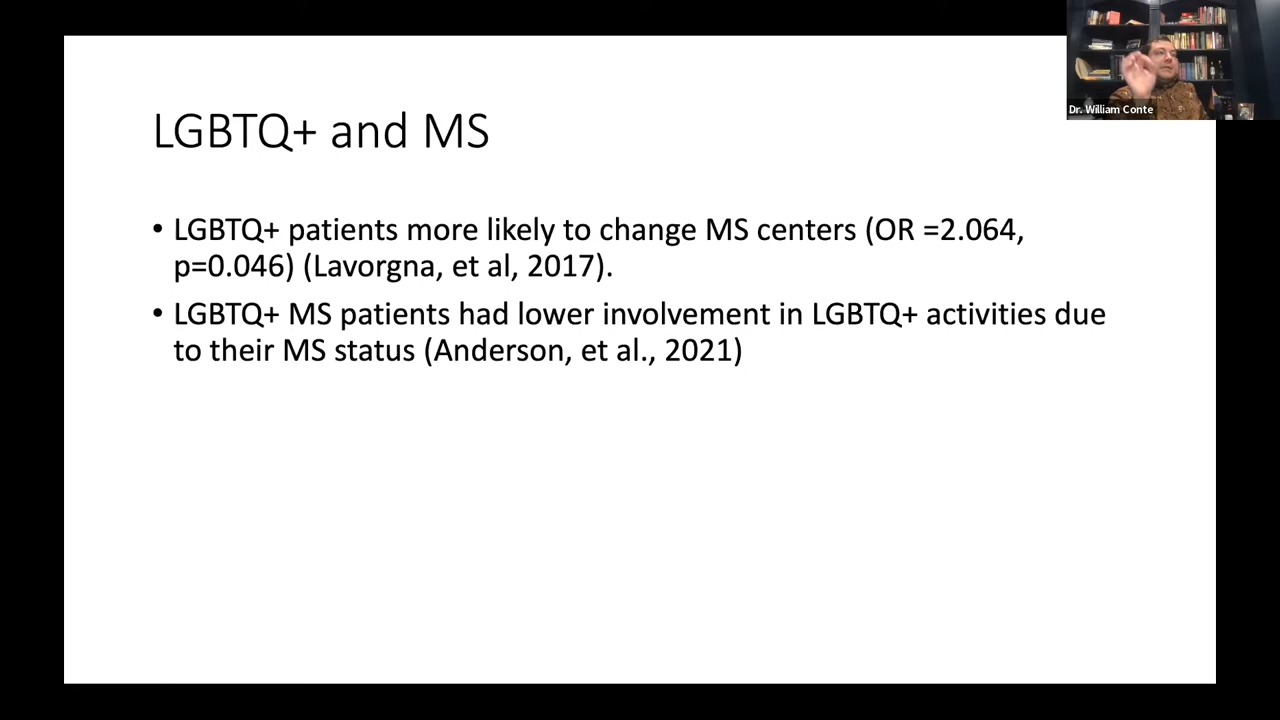 Dr. William Conte
LGBTQ+ and MS
• LGBTQ+ patients more likely to change MS centers (OR =2.064,
p=0.046) (Lavorgna, et al, 2017).
• LGBTQ+ MS patients had lower involvement in LGBTQ+ activities due
to their MS status (Anderson, et al., 2021)